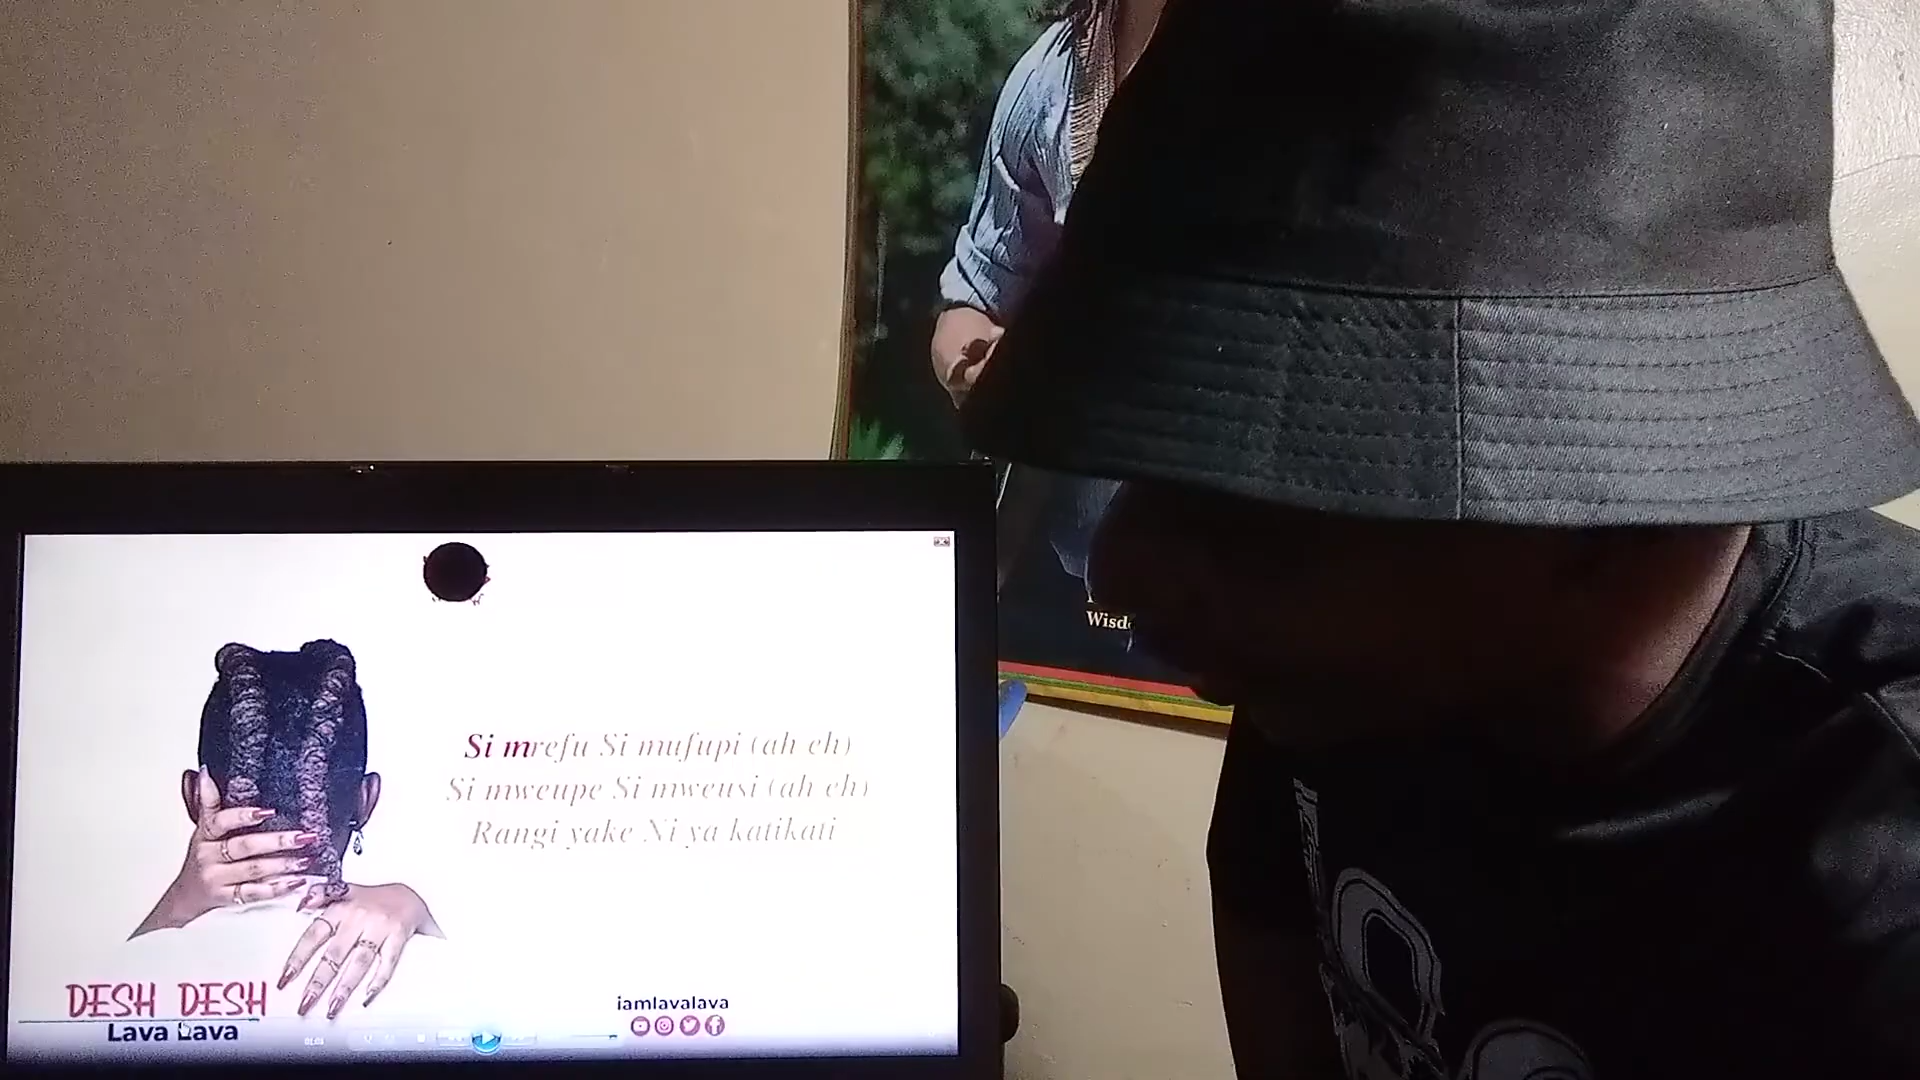 Wisd
Si mrefu Si mufupi (ah eh)
Si mweupe Si mweusi (ah eh)
Rangi yake Ni ya katikati
DESH DESH
Lava Lava
iamlavalava